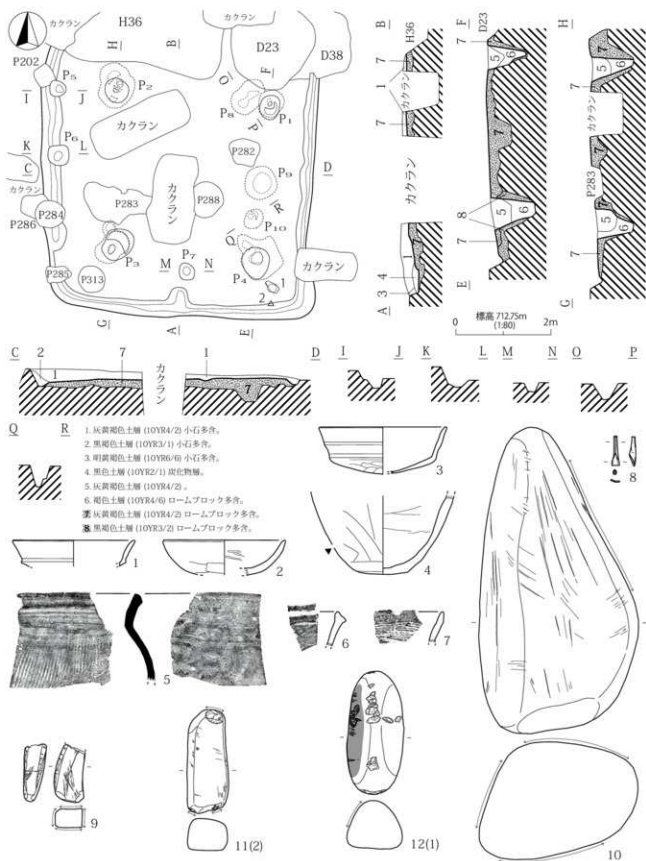 カクラン
H36
B
D23
D38
H
P202
P5
P2
I
J
O
F
P8
P1
P
カクラン
P6
K
L
P282
D
C
カクラン
P9
P284
P286
P283
カクラン
P288
R
P10
Q
P3
P4
P285
P313
M
P7
N
カクラン
1
2
G
A
E
B
H36
7
1
カクラン
7
カクラン
1
4
3
A
F
D23
7
5
6
7
8
5
6
7
E
H
7
5
6
カクラン
7
P283
5
6
7
G
標高 712.75m
(1:80)
0 2m
C
2
1
7
カクラン
1
7
D
I J K L M N O P
Q R
1. 灰黄褐色土層 (10YR4/2) 小石多含。
2. 黒褐色土層 (10YR3/1) 小石多含。
3. 明黄褐色土層 (10YR6/6) 小石多含。
4. 黒色土層 (10YR2/1) 炭化物層。
5. 灰黄褐色土層 (10YR4/2) 。
6. 褐色土層 (10YR4/6) ロームブロック多含。
7. 灰黄褐色土層 (10YR4/2) ロームブロック多含。
8. 黒褐色土層 (10YR3/2) ロームブロック多含。
1
2
3
4
5
6
7
8
9
11(2)
12(1)
10